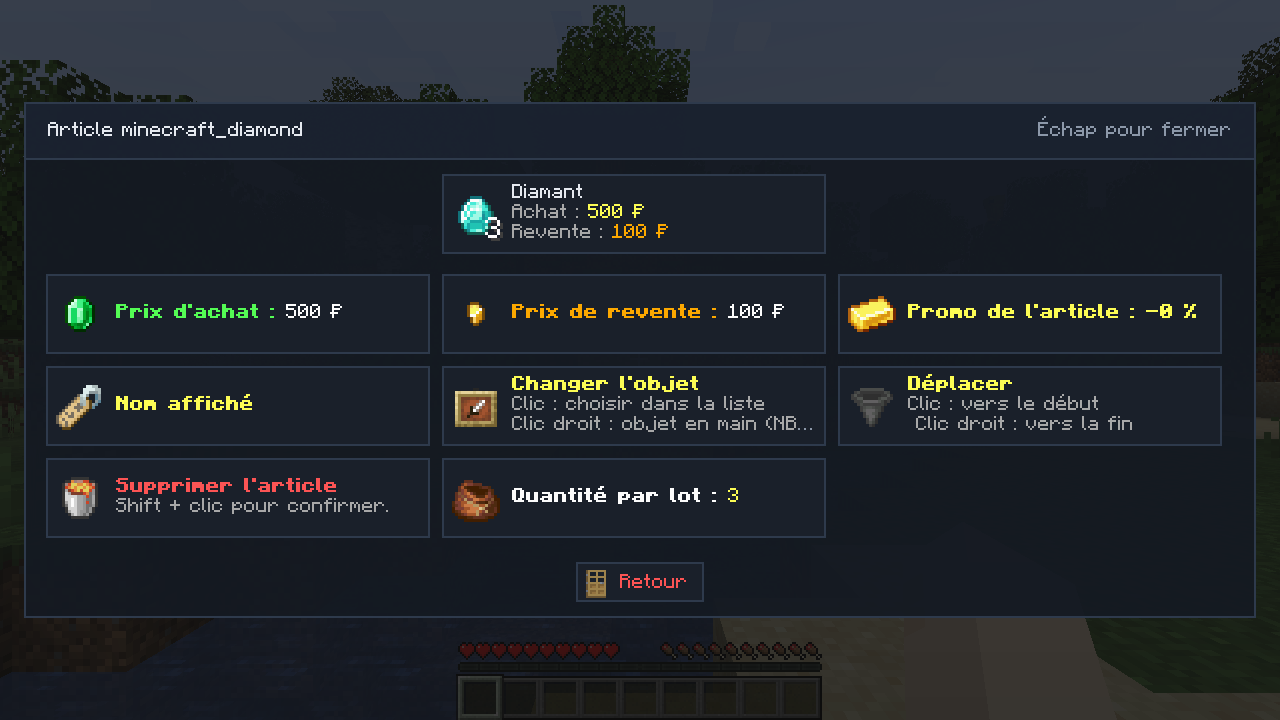 Article minecraft_diamond
Échap pour fermer
Diamant
Achat : 500 ₽
Revente : 100 ₽
3
Prix d'achat : 500 ₽
Prix de revente : 100 ₽
Promo de l'article : -0 %
Nom affiché
Changer l'objet
Clic : choisir dans la liste
Clic droit : objet en main (NB...
Déplacer
Clic : vers le début
Clic droit : vers la fin
Supprimer l'article
Shift + clic pour confirmer.
Quantité par lot : 3
Retour